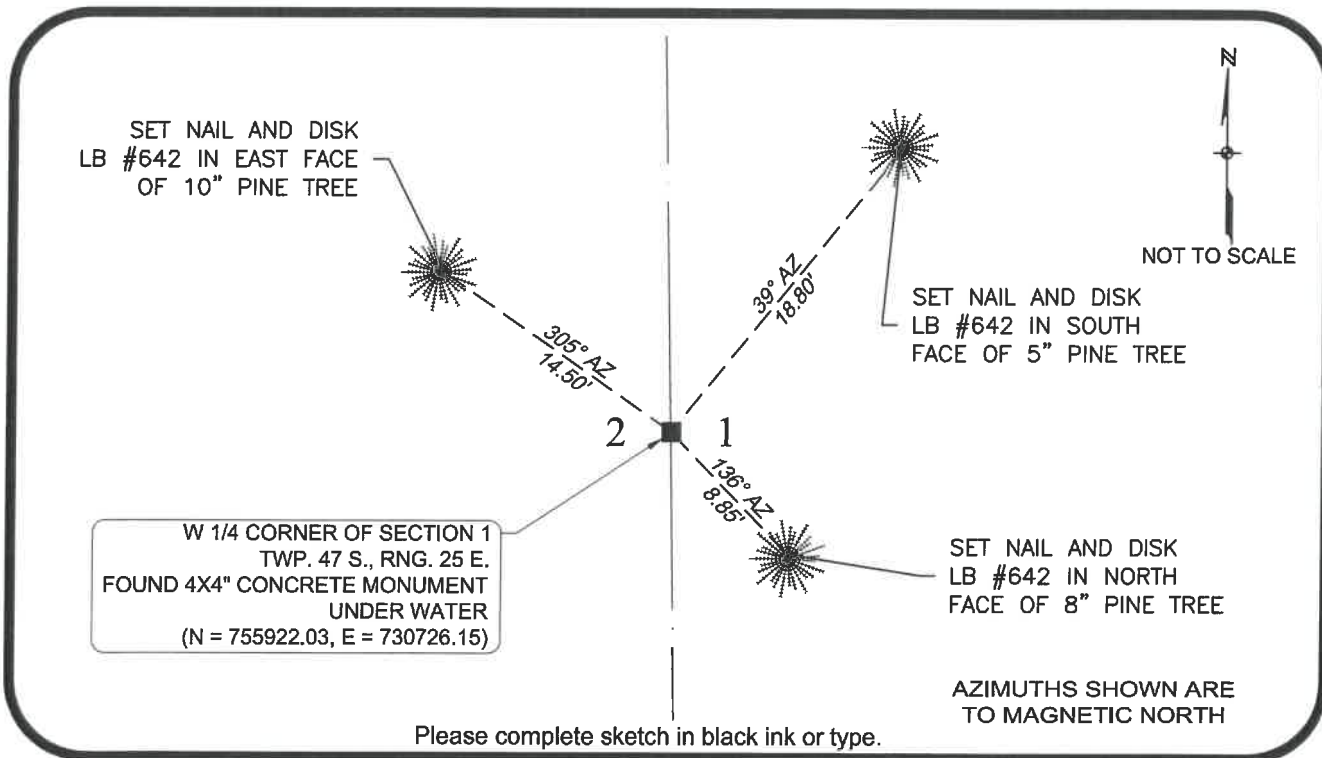 SET NAIL AND DISK
LB #642 IN EAST FACE
OF 10" PINE TREE
N
NOT TO SCALE
39° AZ
18.80'
SET NAIL AND DISK
LB #642 IN SOUTH
FACE OF 5" PINE TREE
305° AZ
14.50'
2
1
136° AZ
8.85'
W 1/4 CORNER OF SECTION 1
TWP. 47 S., RNG. 25 E.
FOUND 4X4" CONCRETE MONUMENT
UNDER WATER
(N = 755922.03, E = 730726.15)
SET NAIL AND DISK
LB #642 IN NORTH
FACE OF 8" PINE TREE
AZIMUTHS SHOWN ARE
TO MAGNETIC NORTH
Please complete sketch in black ink or type.